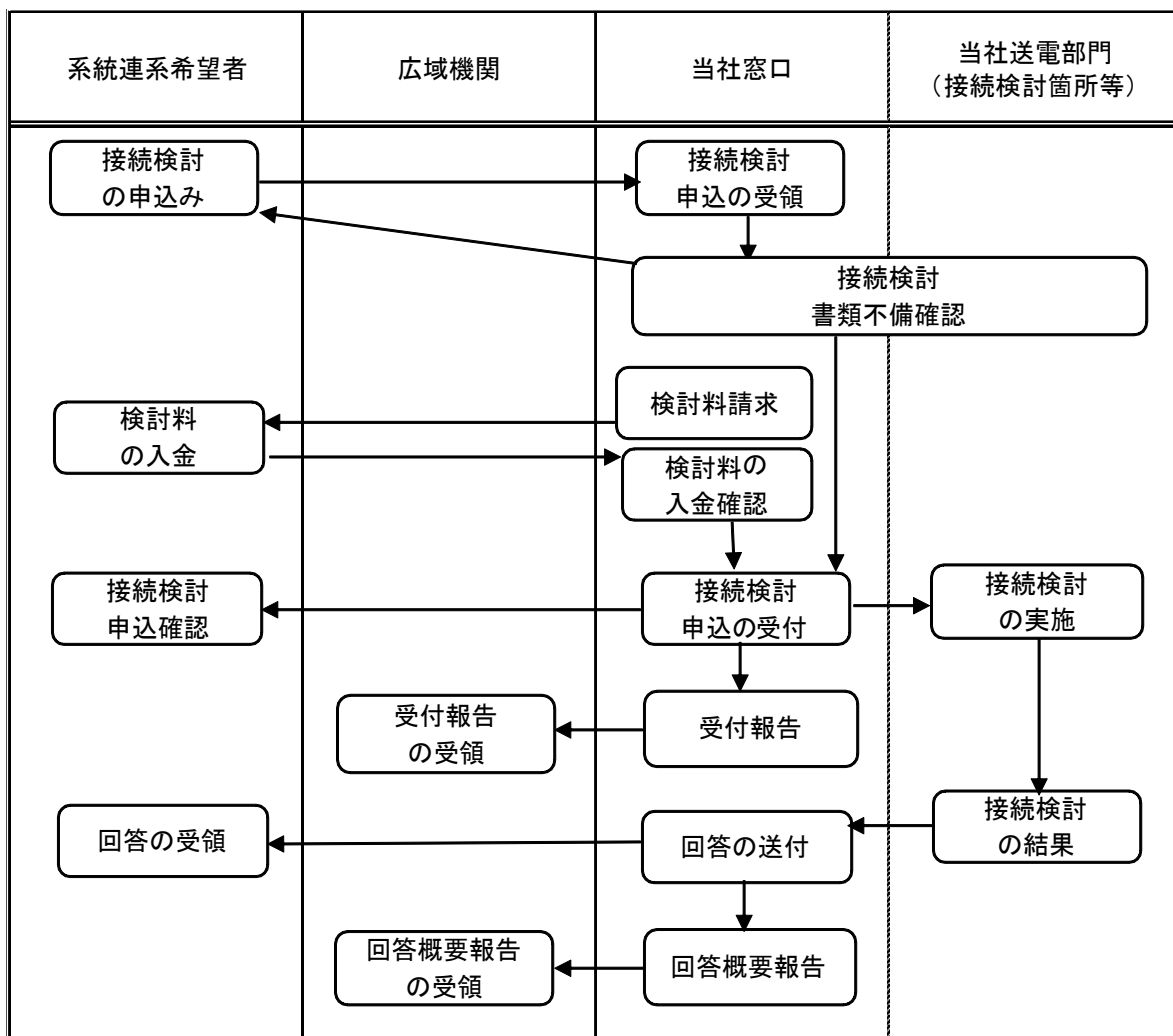 系統連系希望者
広域機関
当社窓口
当社送電部門
（接続検討箇所等）
接続検討
の申込み
接続検討
申込の受領
接続検討
書類不備確認
検討料請求
検討料
の入金
検討料の
入金確認
接続検討
申込確認
接続検討
申込の受付
接続検討
の実施
受付報告
の受領
受付報告
接続検討
の結果
回答の受領
回答の送付
回答概要報告
の受領
回答概要報告